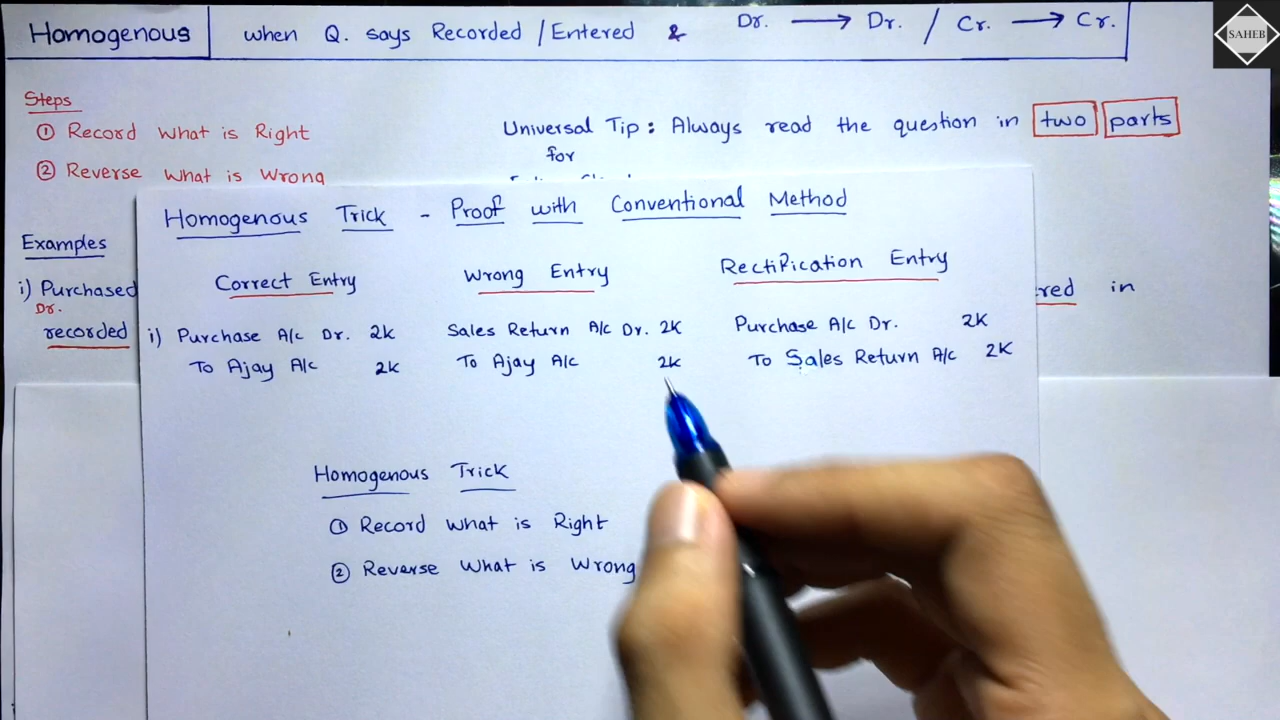 Homogenous when Q. says Recorded / Entered & Dr. → Dr. / Cr. → Cr.
SAHEB
Steps
① Record What is Right
② Reverse What is Wrong
Universal Tip: Always read the question in two parts
for
Examples
i) Purchased
Dr.
recorded
red in
Homogenous Trick - Proof with Conventional Method
Correct Entry Wrong Entry Rectification Entry
i) Purchase A/c Dr. 2K Sales Return A/c Dr. 2K Purchase A/c Dr. 2K
To Ajay A/c 2K To Ajay A/c 2K To Sales Return A/c 2K
Homogenous Trick
① Record What is Right
② Reverse What is Wrong